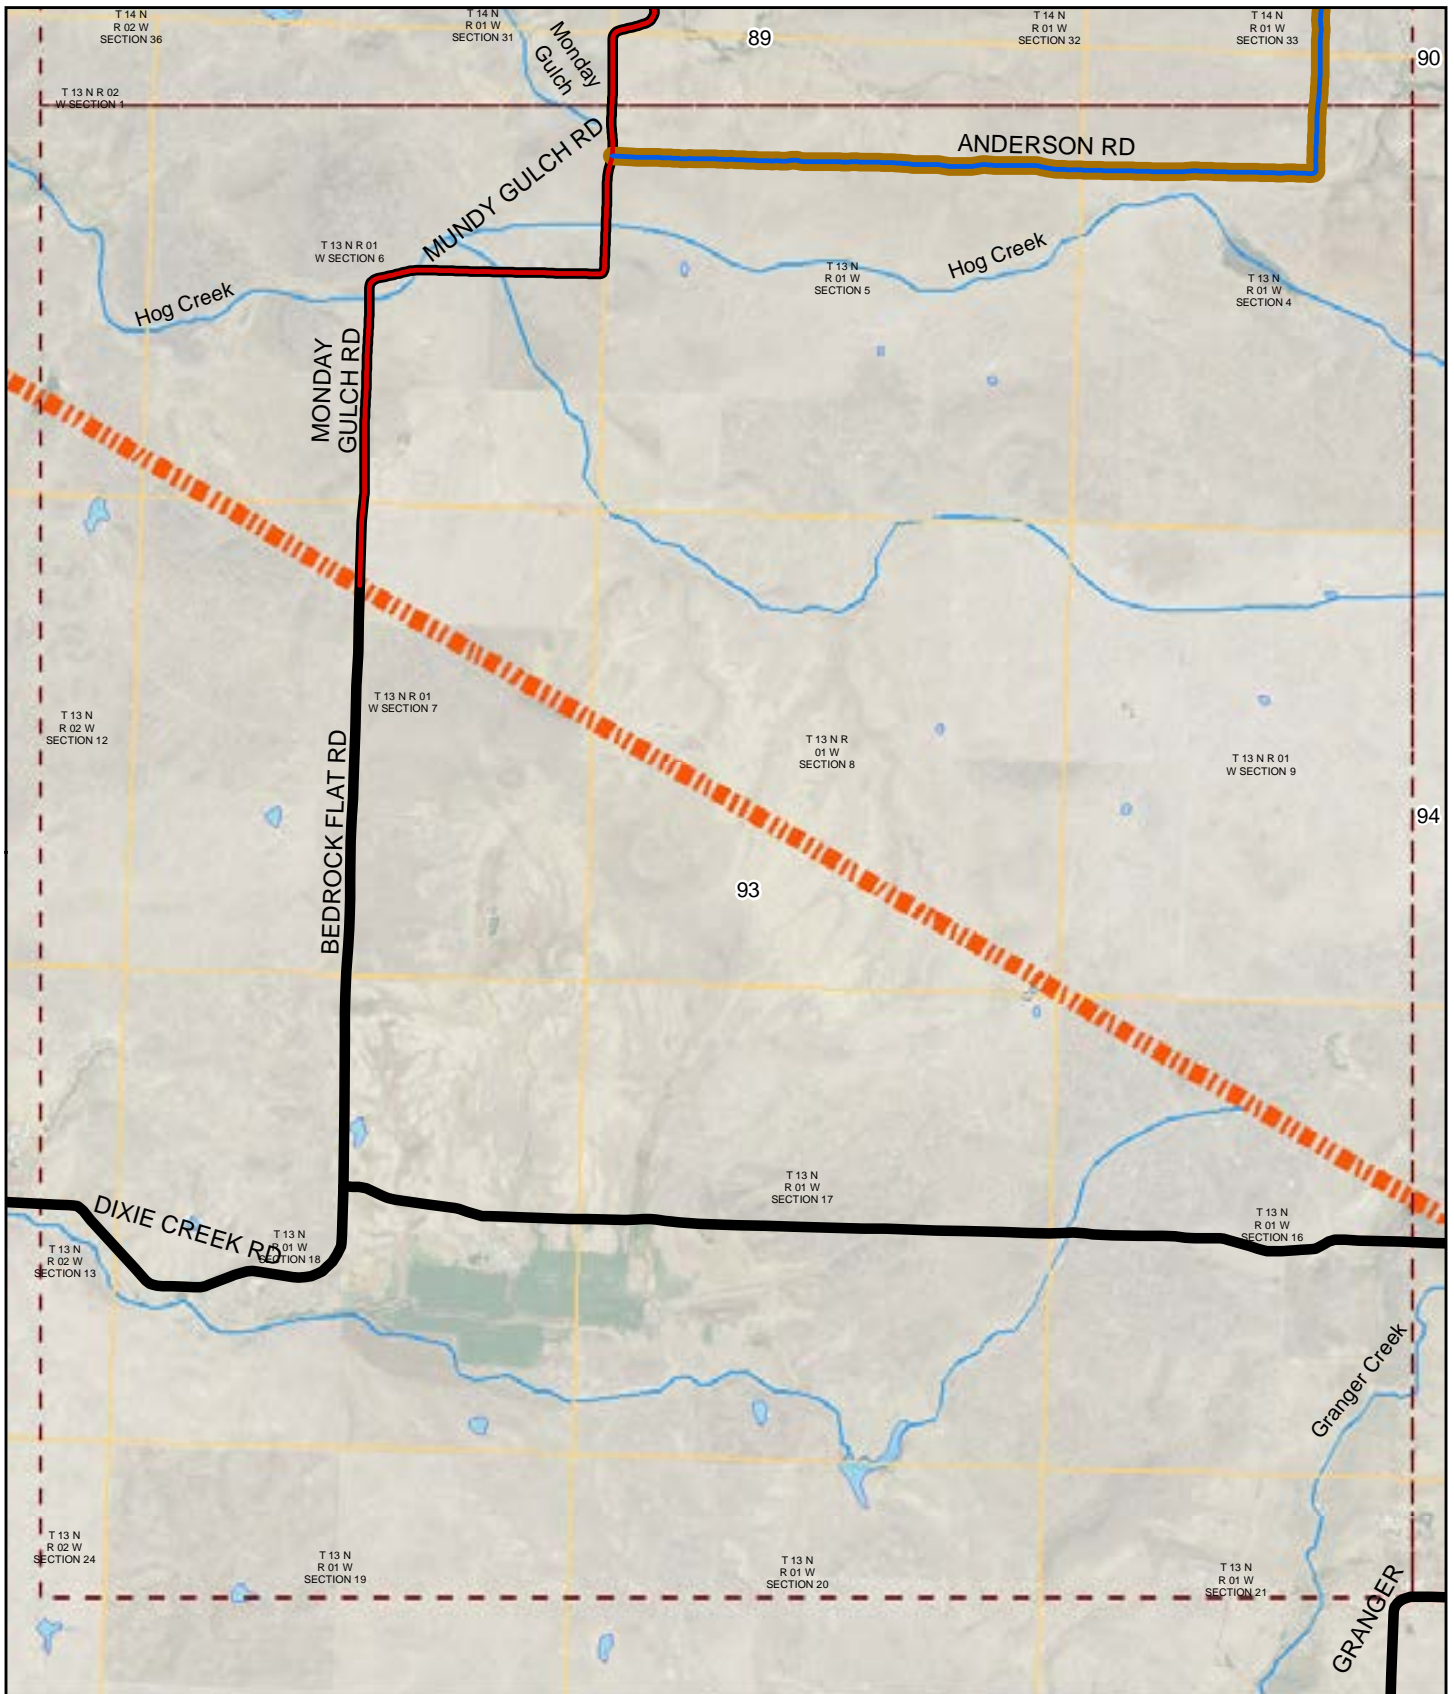 T 14 N
R 02 W
SECTION 36
T 14 N
R 01 W
SECTION 31
Monday
Gulch
89
T 14 N
R 01 W
SECTION 32
T 14 N
R 01 W
SECTION 33
90
T 13 N R 02
W SECTION 1
MUNDY GULCH RD
ANDERSON RD
T 13 N R 01
W SECTION 6
Hog Creek
Hog Creek
T 13 N
R 01 W
SECTION 5
T 13 N
R 01 W
SECTION 4
MONDAY
GULCH RD
T 13 N
R 02 W
SECTION 12
T 13 N R 01
W SECTION 7
BEDROCK FLAT RD
T 13 N R
01 W
SECTION 8
T 13 N R 01
W SECTION 9
94
93
T 13 N
R 01 W
SECTION 17
DIXIE CREEK RD
T 13 N
R 02 W
SECTION 13
T 13 N
R 01 W
SECTION 18
T 13 N
R 01 W
SECTION 16
Granger Creek
T 13 N
R 02 W
SECTION 24
T 13 N
R 01 W
SECTION 19
T 13 N
R 01 W
SECTION 20
T 13 N
R 01 W
SECTION 21
GRANGER